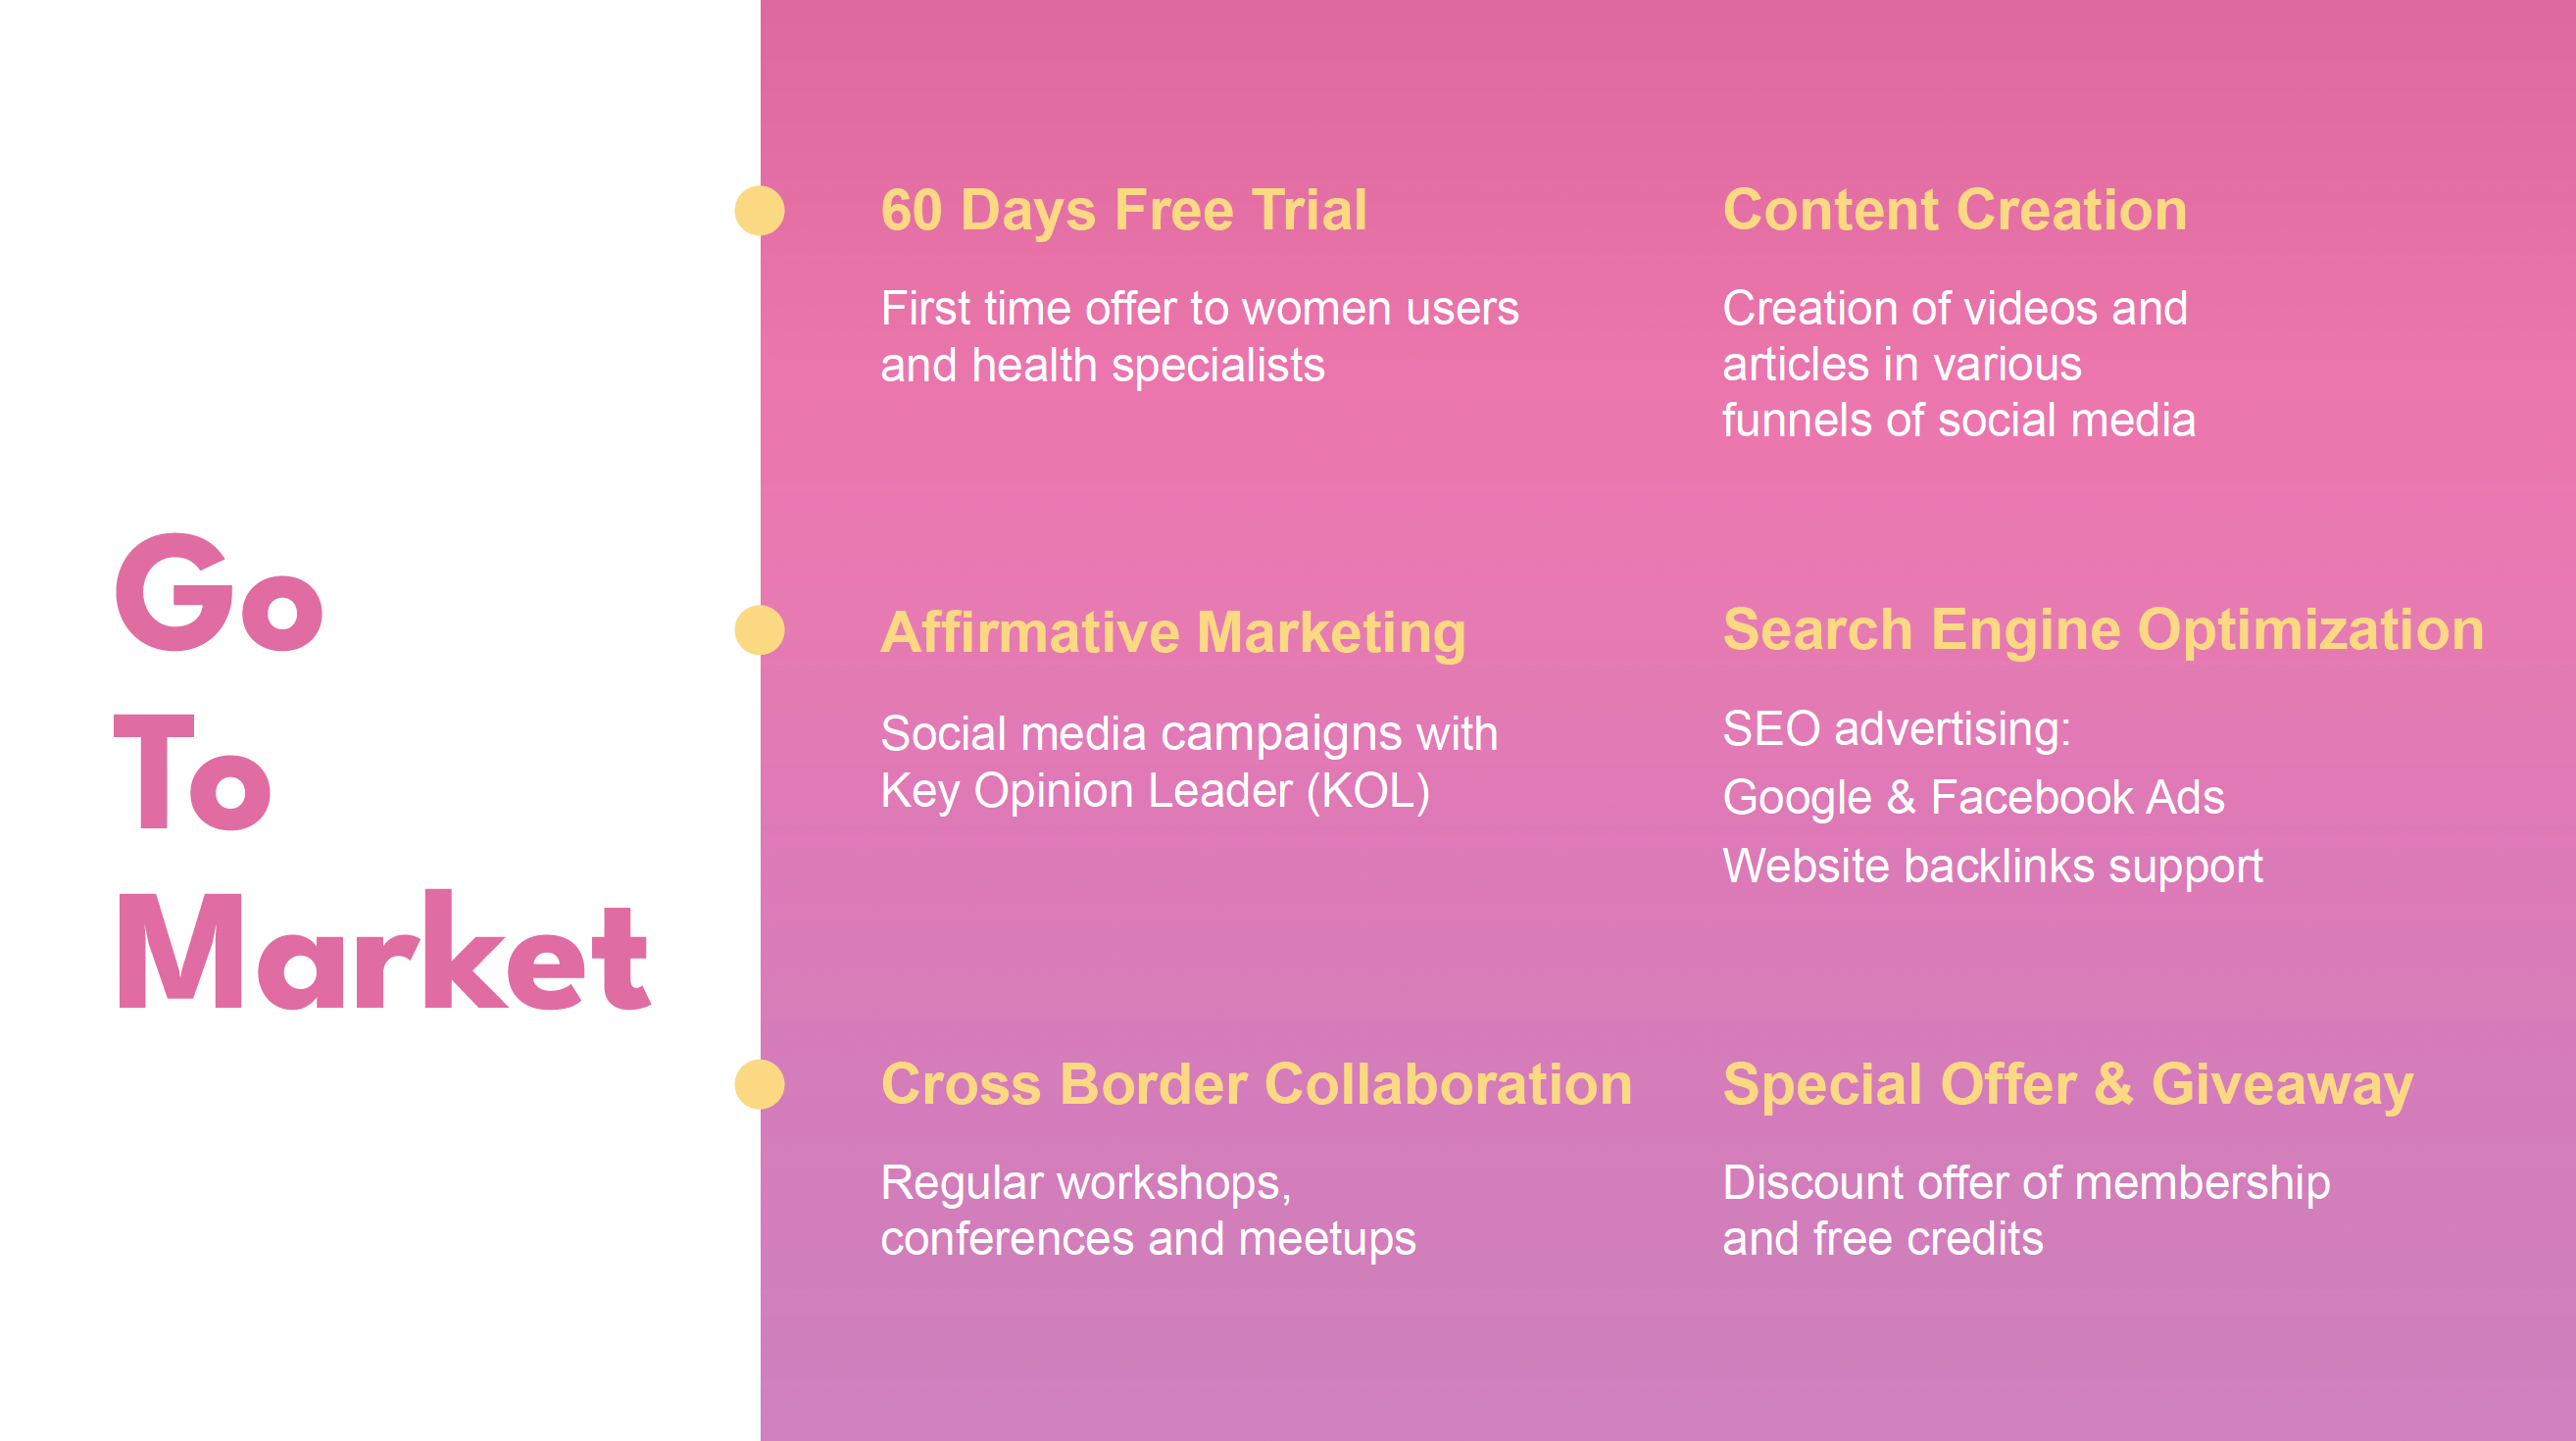 Go
To
Market
60 Days Free Trial
First time offer to women users
and health specialists
Content Creation
Creation of videos and
articles in various
funnels of social media
Affirmative Marketing
Social media campaigns with
Key Opinion Leader (KOL)
Search Engine Optimization
SEO advertising:
Google & Facebook Ads
Website backlinks support
Cross Border Collaboration
Regular workshops,
conferences and meetups
Special Offer & Giveaway
Discount offer of membership
and free credits